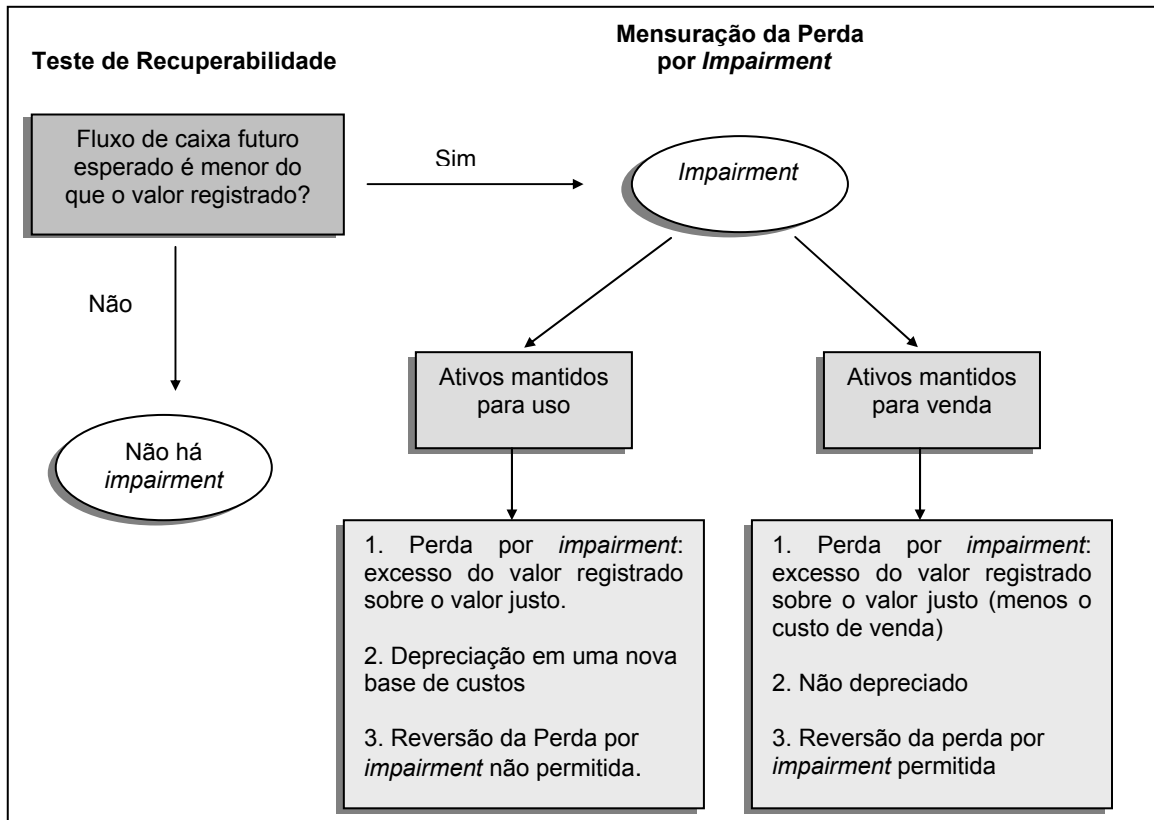 Teste de Recuperabilidade
Mensuração da Perda
por Impairment
Fluxo de caixa futuro
esperado é menor do
que o valor registrado?
Sim
Impairment
Não
Não há
impairment
Ativos mantidos
para uso
Ativos mantidos
para venda
1. Perda por impairment:
excesso do valor registrado
sobre o valor justo.
2. Depreciação em uma nova
base de custos
3. Reversão da Perda por
impairment não permitida.
1. Perda por impairment:
excesso do valor registrado
sobre o valor justo (menos o
custo de venda)
2. Não depreciado
3. Reversão da perda por
impairment permitida